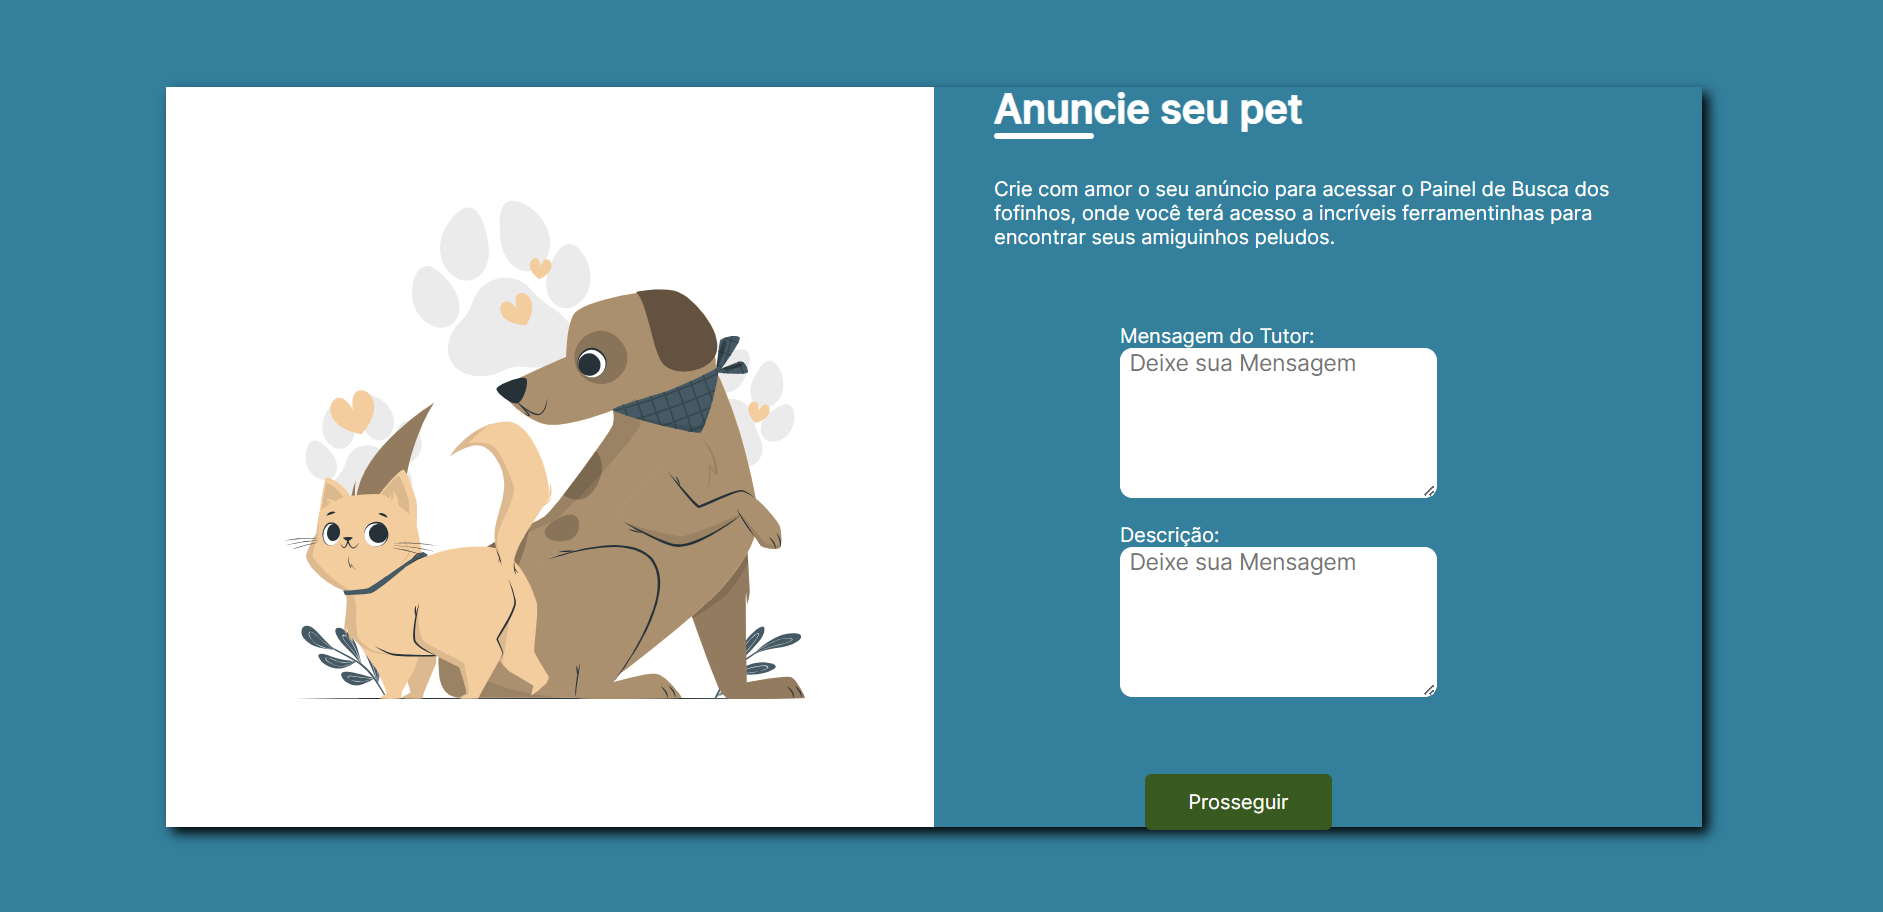 Anuncie seu pet
Crie com amor o seu anúncio para acessar o Painel de Busca dos
fofinhos, onde você terá acesso a incríveis ferramentinhas para
encontrar seus amiguinhos peludos.
Mensagem do Tutor:
Deixe sua Mensagem
Descrição:
Deixe sua Mensagem
Prosseguir